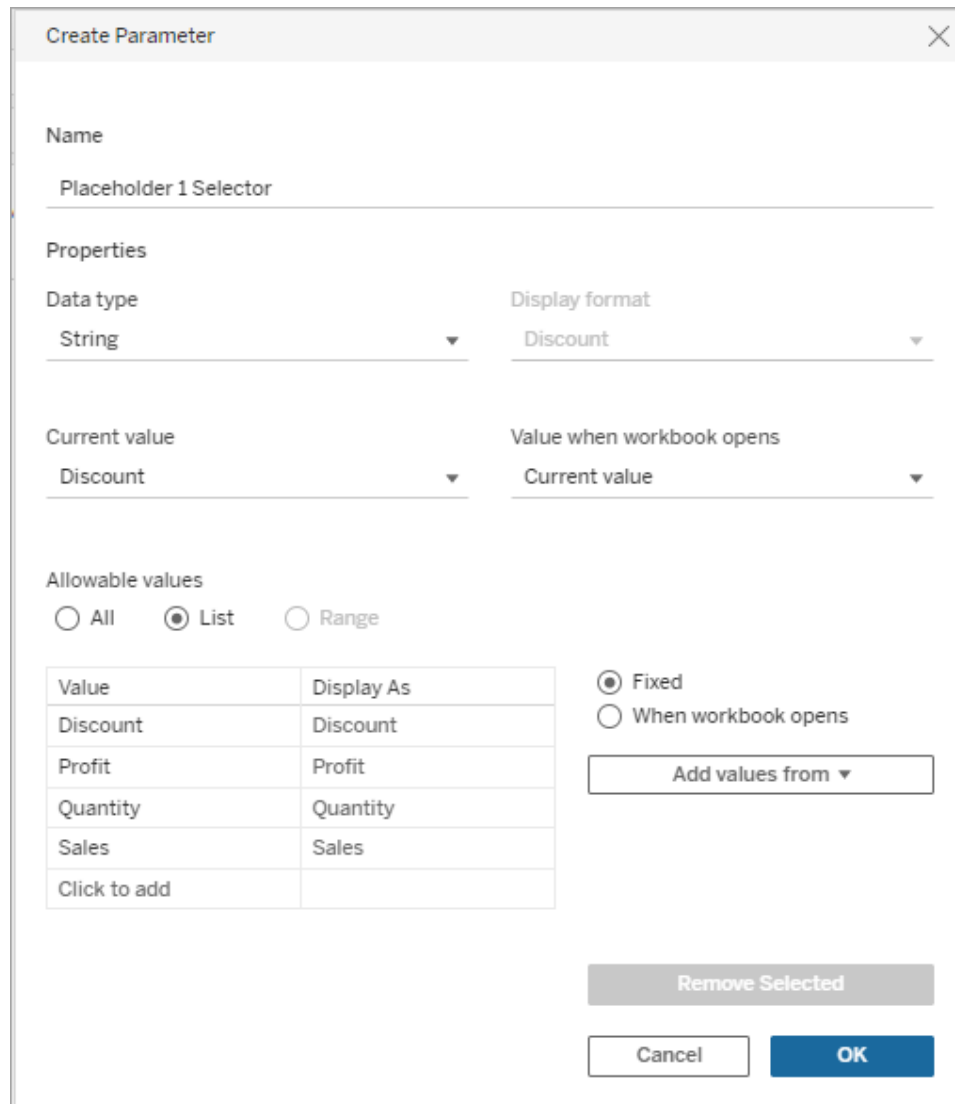 Create Parameter
Name
Placeholder 1 Selector
Properties
Data type
Display format
String
Discount
Current value
Value when workbook opens
Discount
Current value
Allowable values
All
List
Range
Value
Display As
Discount
Discount
Profit
Profit
Quantity
Quantity
Sales
Sales
Click to add
Fixed
When workbook opens
Add values from
Remove Selected
Cancel
OK